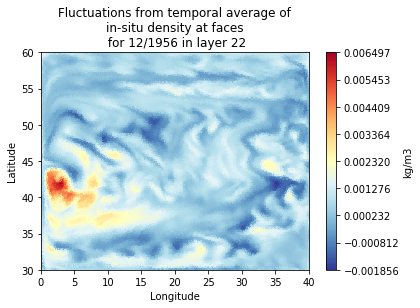 Fluctuations from temporal average of
in-situ density at faces
for 12/1956 in layer 22
60
55
50
45
40
35
30
Latitude
0 5 10 15 20 25 30 35 40
Longitude
0.006497
0.005453
0.004409
0.003364
0.002320
0.001276
0.000232
−0.000812
−0.001856
kg/m3